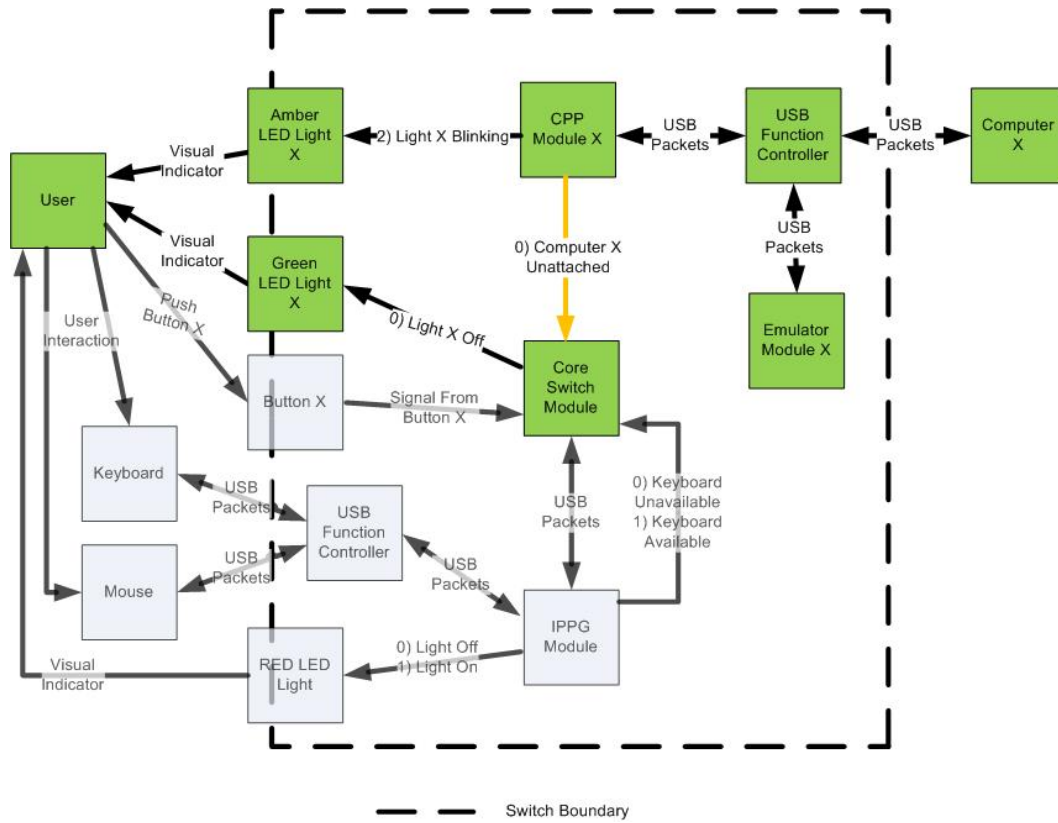 Amber
LED Light
X
2) Light X Blinking
CPP
Module X
USB
Packets
USB
Function
Controller
USB
Packets
Computer
X
Visual
Indicator
User
Visual
Indicator
Green
LED Light
X
0) Computer X
Unattached
USB
Packets
Emulator
Module X
Push
Button X
User
Interaction
0) Light X Off
Core
Switch
Module
Button X
Signal From
Button X
Keyboard
USB
Packets
USB
Function
Controller
USB
Packets
0) Keyboard
Unavailable
1) Keyboard
Available
Mouse
USB
Packets
USB
Packets
IPPG
Module
RED LED
Light
0) Light Off
1) Light On
Visual
Indicator
Switch Boundary